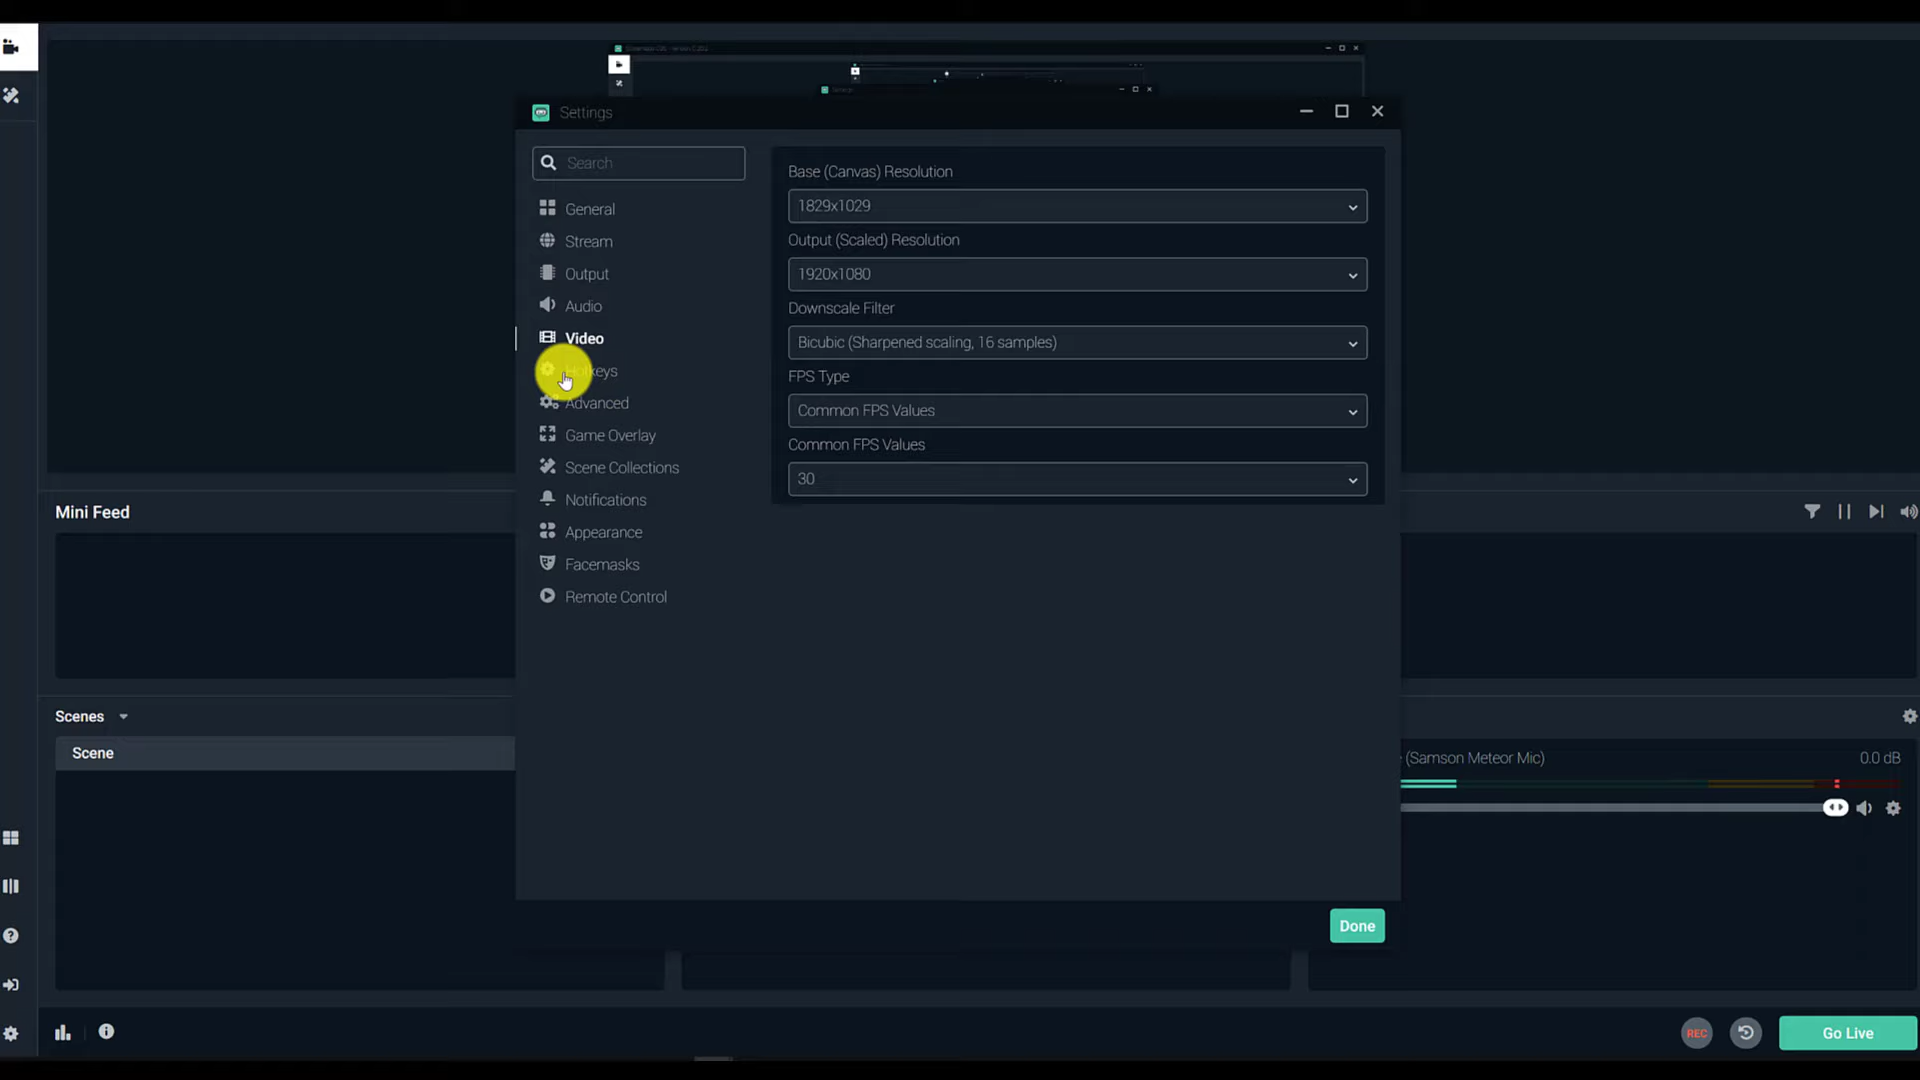 Settings
Search
General
Stream
Output
Audio
Video
Hotkeys
Advanced
Game Overlay
Scene Collections
Notifications
Appearance
Facemasks
Remote Control
Base (Canvas) Resolution
1829x1029
Output (Scaled) Resolution
1920x1080
Downscale Filter
Bicubic (Sharpened scaling, 16 samples)
FPS Type
Common FPS Values
Common FPS Values
30
Done
Mini Feed
Scenes
Scene
(Samson Meteor Mic)
0.0 dB
REC
Go Live